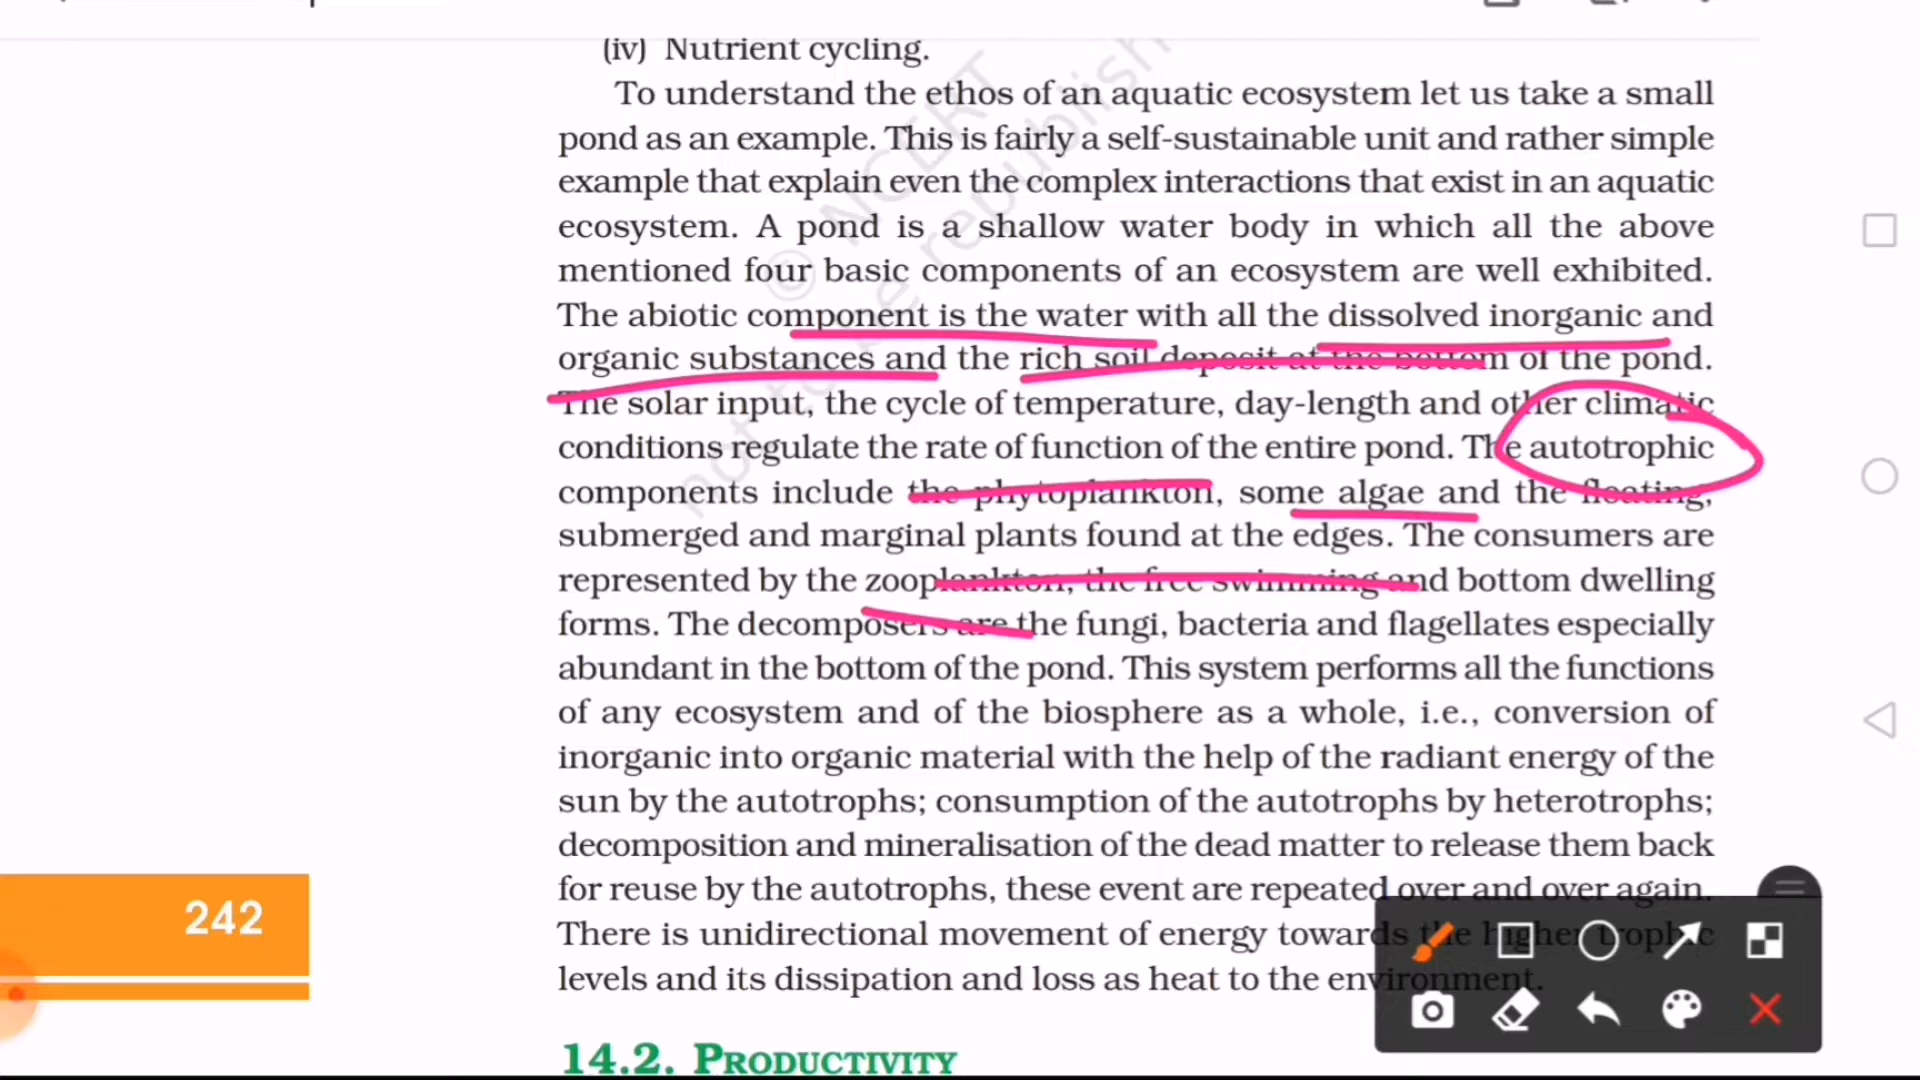 (iv) Nutrient cycling.
To understand the ethos of an aquatic ecosystem let us take a small
pond as an example. This is fairly a self-sustainable unit and rather simple
example that explain even the complex interactions that exist in an aquatic
ecosystem. A pond is a shallow water body in which all the above
mentioned four basic components of an ecosystem are well exhibited.
The abiotic component is the water with all the dissolved inorganic and
organic substances and the rich soil deposit at the bottom of the pond.
The solar input, the cycle of temperature, day-length and other climatic
conditions regulate the rate of function of the entire pond. The autotrophic
components include the phytoplankton, some algae and the floating,
submerged and marginal plants found at the edges. The consumers are
represented by the zooplankton, the free swimming and bottom dwelling
forms. The decomposers are the fungi, bacteria and flagellates especially
abundant in the bottom of the pond. This system performs all the functions
of any ecosystem and of the biosphere as a whole, i.e., conversion of
inorganic into organic material with the help of the radiant energy of the
sun by the autotrophs; consumption of the autotrophs by heterotrophs;
decomposition and mineralisation of the dead matter to release them back
for reuse by the autotrophs, these event are repeated over and over again.
There is unidirectional movement of energy towards the higher trophic
levels and its dissipation and loss as heat to the environment.
242
14.2. PRODUCTIVITY
© NCERT
not to be republish